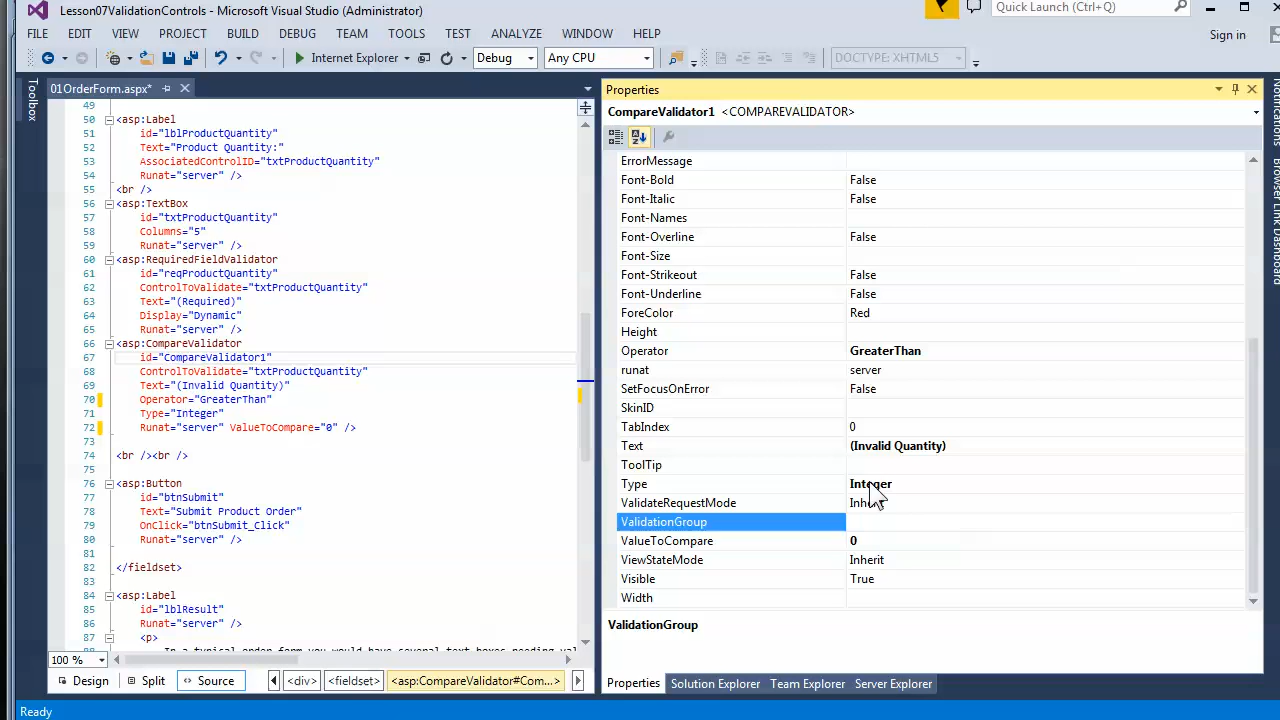 Lesson07ValidationControls - Microsoft Visual Studio (Administrator)
Quick Launch (Ctrl+Q)
FILE EDIT VIEW PROJECT BUILD DEBUG TEAM TOOLS TEST ANALYZE WINDOW HELP
Sign in
Internet Explorer Debug Any CPU DOCTYPE: XHTML5
Toolbox
01OrderForm.aspx*
49
50 <asp:Label
51 id="lblProductQuantity"
52 Text="Product Quantity:"
53 AssociatedControlID="txtProductQuantity"
54 Runat="server" />
55 <br />
56 <asp:TextBox
57 id="txtProductQuantity"
58 Columns="5"
59 Runat="server" />
60 <asp:RequiredFieldValidator
61 id="reqProductQuantity"
62 ControlToValidate="txtProductQuantity"
63 Text="(Required)"
64 Display="Dynamic"
65 Runat="server" />
66 <asp:CompareValidator
67 id="CompareValidator1"
68 ControlToValidate="txtProductQuantity"
69 Text="(Invalid Quantity)"
70 Operator="GreaterThan"
71 Type="Integer"
72 Runat="server" ValueToCompare="0" />
73
74 <br /><br />
75
76 <asp:Button
77 id="btnSubmit"
78 Text="Submit Product Order"
79 OnClick="btnSubmit_Click"
80 Runat="server" />
81
82 </fieldset>
83
84 <asp:Label
85 id="lblResult"
86 Runat="server" />
87 <p>
100 %
Design Split Source <div> <fieldset> <asp:CompareValidator#Com...>
Properties
CompareValidator1 <COMPAREVALIDATOR>
ErrorMessage
Font-Bold False
Font-Italic False
Font-Names
Font-Overline False
Font-Size
Font-Strikeout False
Font-Underline False
ForeColor Red
Height
Operator GreaterThan
runat server
SetFocusOnError False
SkinID
TabIndex 0
Text (Invalid Quantity)
ToolTip
Type Integer
ValidateRequestMode Inherit
ValidationGroup
ValueToCompare 0
ViewStateMode Inherit
Visible True
Width
ValidationGroup
Properties Solution Explorer Team Explorer Server Explorer
Notifications
Browser Link Dashboard
Ready